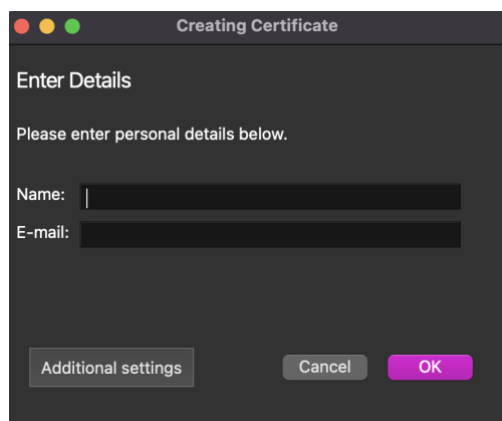 Creating Certificate
Enter Details
Please enter personal details below.
Name:
E-mail:
Additional settings
Cancel
OK